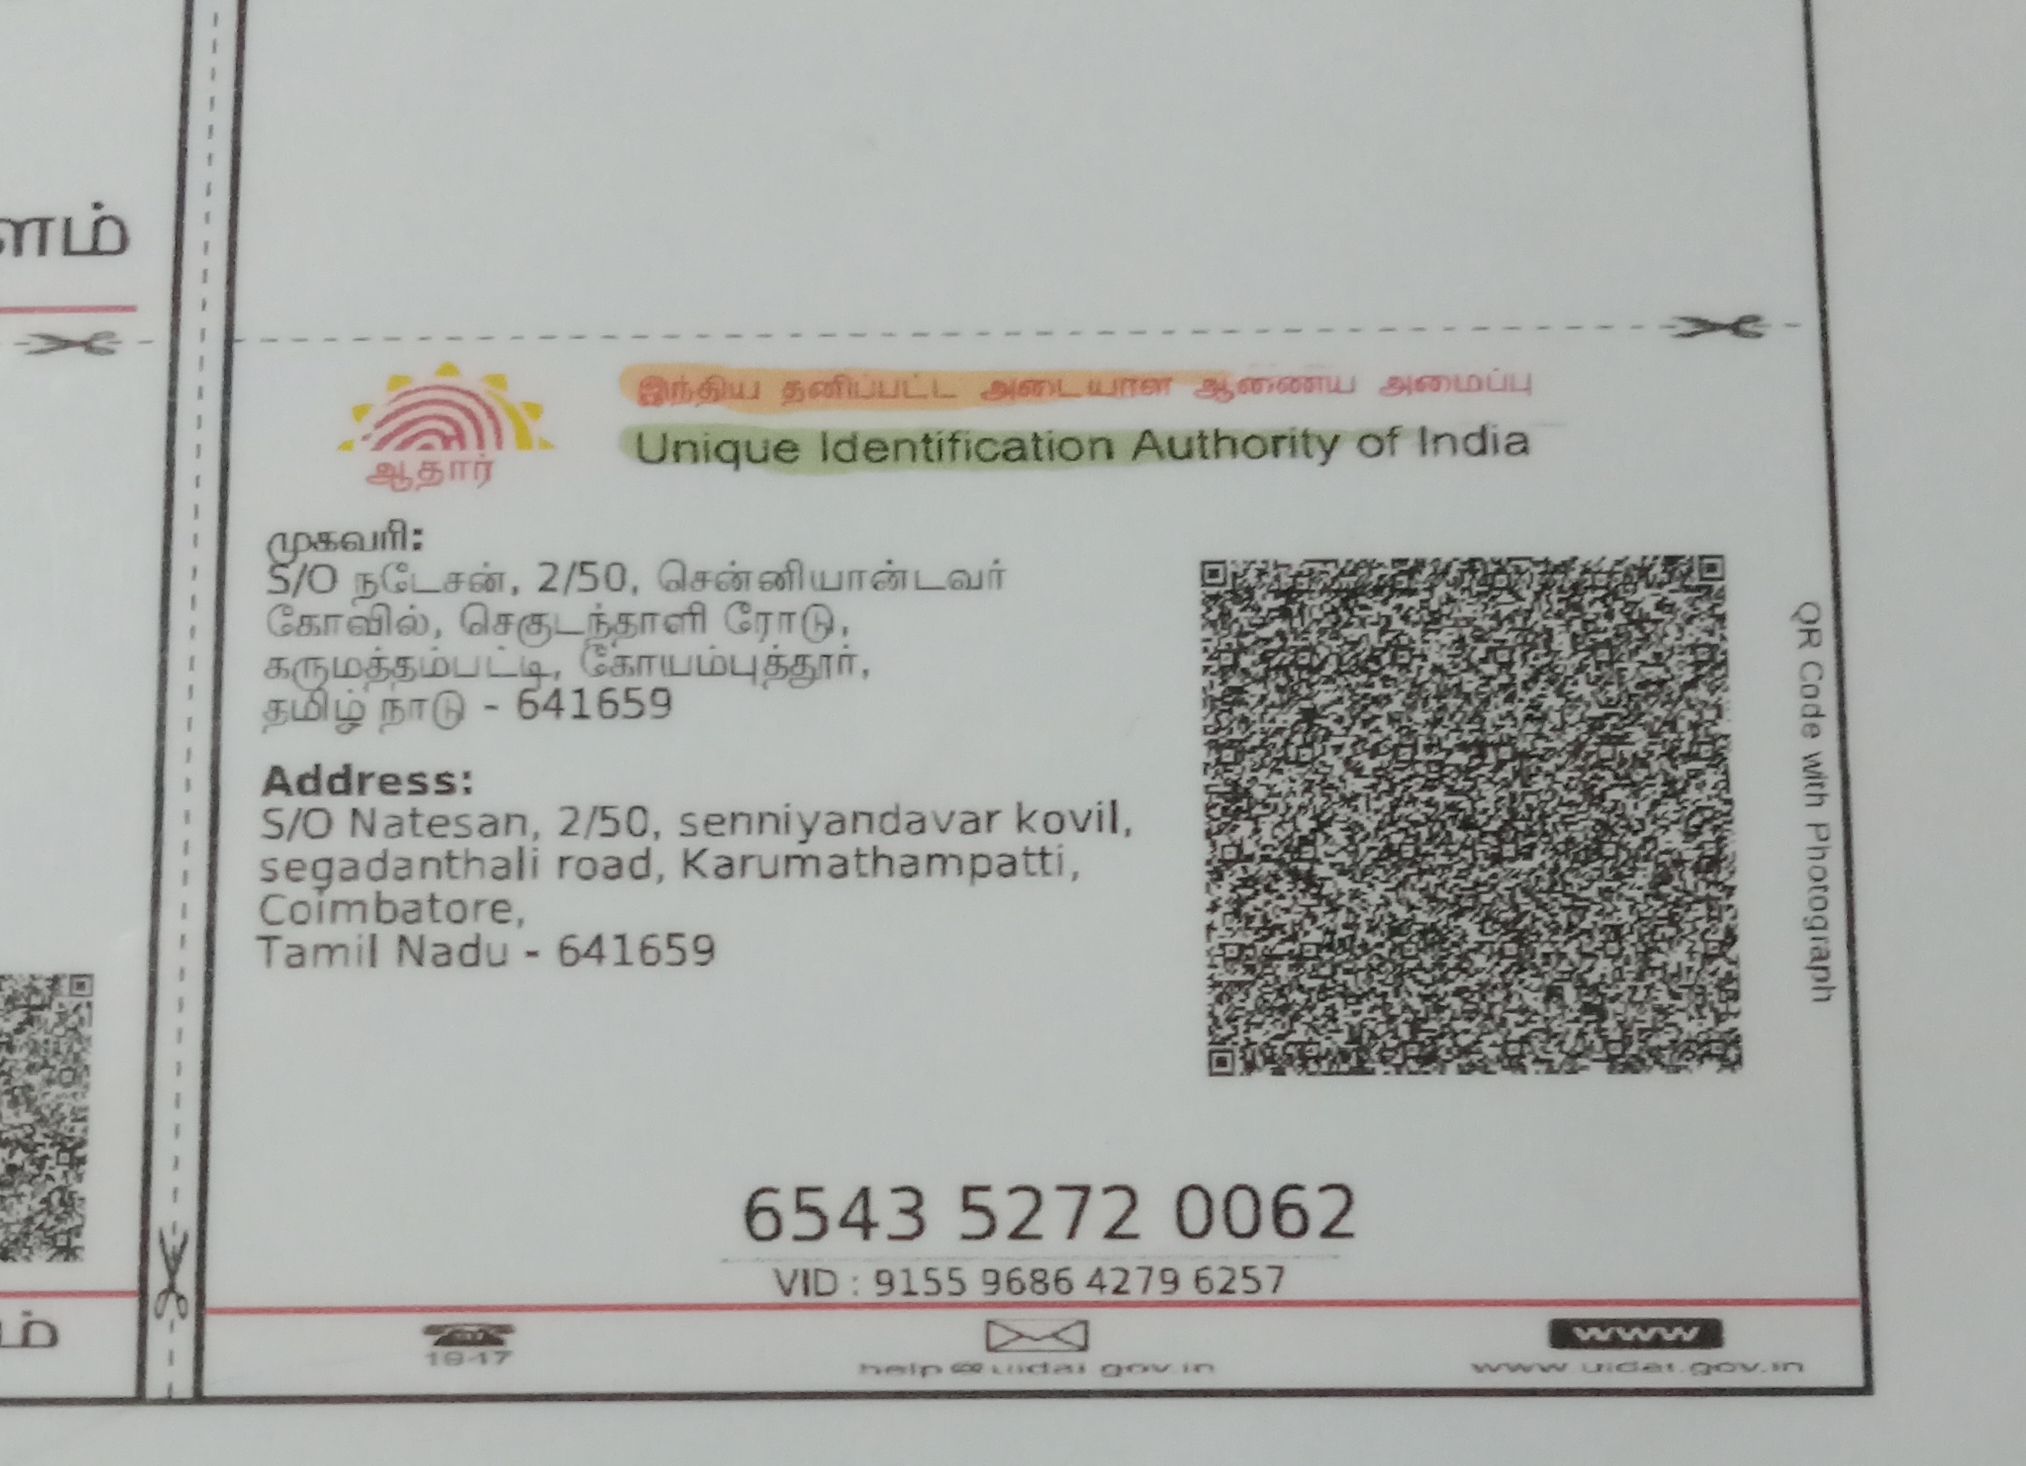 ளம்
இந்திய தனிப்பட்ட அடையாள ஆணைய அமைப்பு
Unique Identification Authority of India
ஆதார்
முகவரி:
S/O நடேசன், 2/50, சென்னியான்டவர்
கோவில், செகுடந்தாளி ரோடு,
கருமத்தம்பட்டி, கோயம்புத்தூர்,
தமிழ் நாடு - 641659
Address:
S/O Natesan, 2/50, senniyandavar kovil,
segadanthali road, Karumathampatti,
Coimbatore,
Tamil Nadu - 641659
QR Code with Photograph
6543 5272 0062
VID : 9155 9686 4279 6257
1947
help@uidai.gov.in
www
www.uidai.gov.in